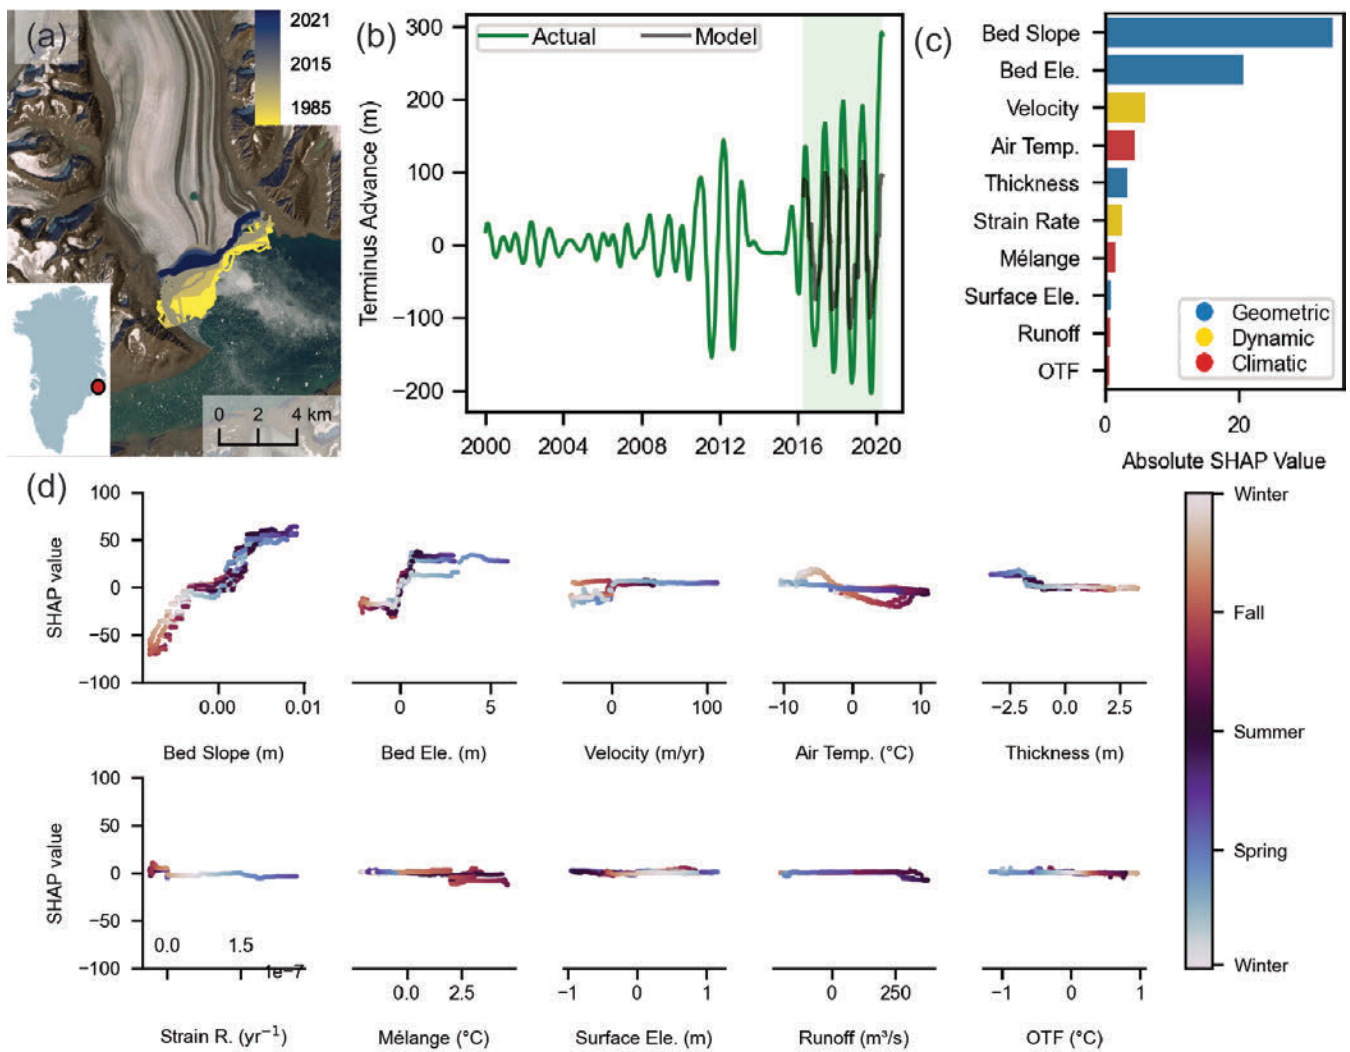 (a)
2021
2015
1985
0 2 4 km
(b)
Actual
Model
Terminus Advance (m)
300
200
100
0
−100
−200
2000 2004 2008 2012 2016 2020
(c)
Bed Slope
Bed Ele.
Velocity
Air Temp.
Thickness
Strain Rate
Mélange
Surface Ele.
Runoff
OTF
Geometric
Dynamic
Climatic
0 20
Absolute SHAP Value
(d)
SHAP value
100
50
0
−50
−100
0.00 0.01
Bed Slope (m)
0 5
Bed Ele. (m)
0 100
Velocity (m/yr)
−10 0 10
Air Temp. (°C)
−2.5 0.0 2.5
Thickness (m)
SHAP value
100
50
0
−50
−100
0.0 1.5
1e−7
Strain R. (yr⁻¹)
0.0 2.5
Mélange (°C)
−1 0 1
Surface Ele. (m)
0 250
Runoff (m³/s)
−1 0 1
OTF (°C)
Winter
Fall
Summer
Spring
Winter